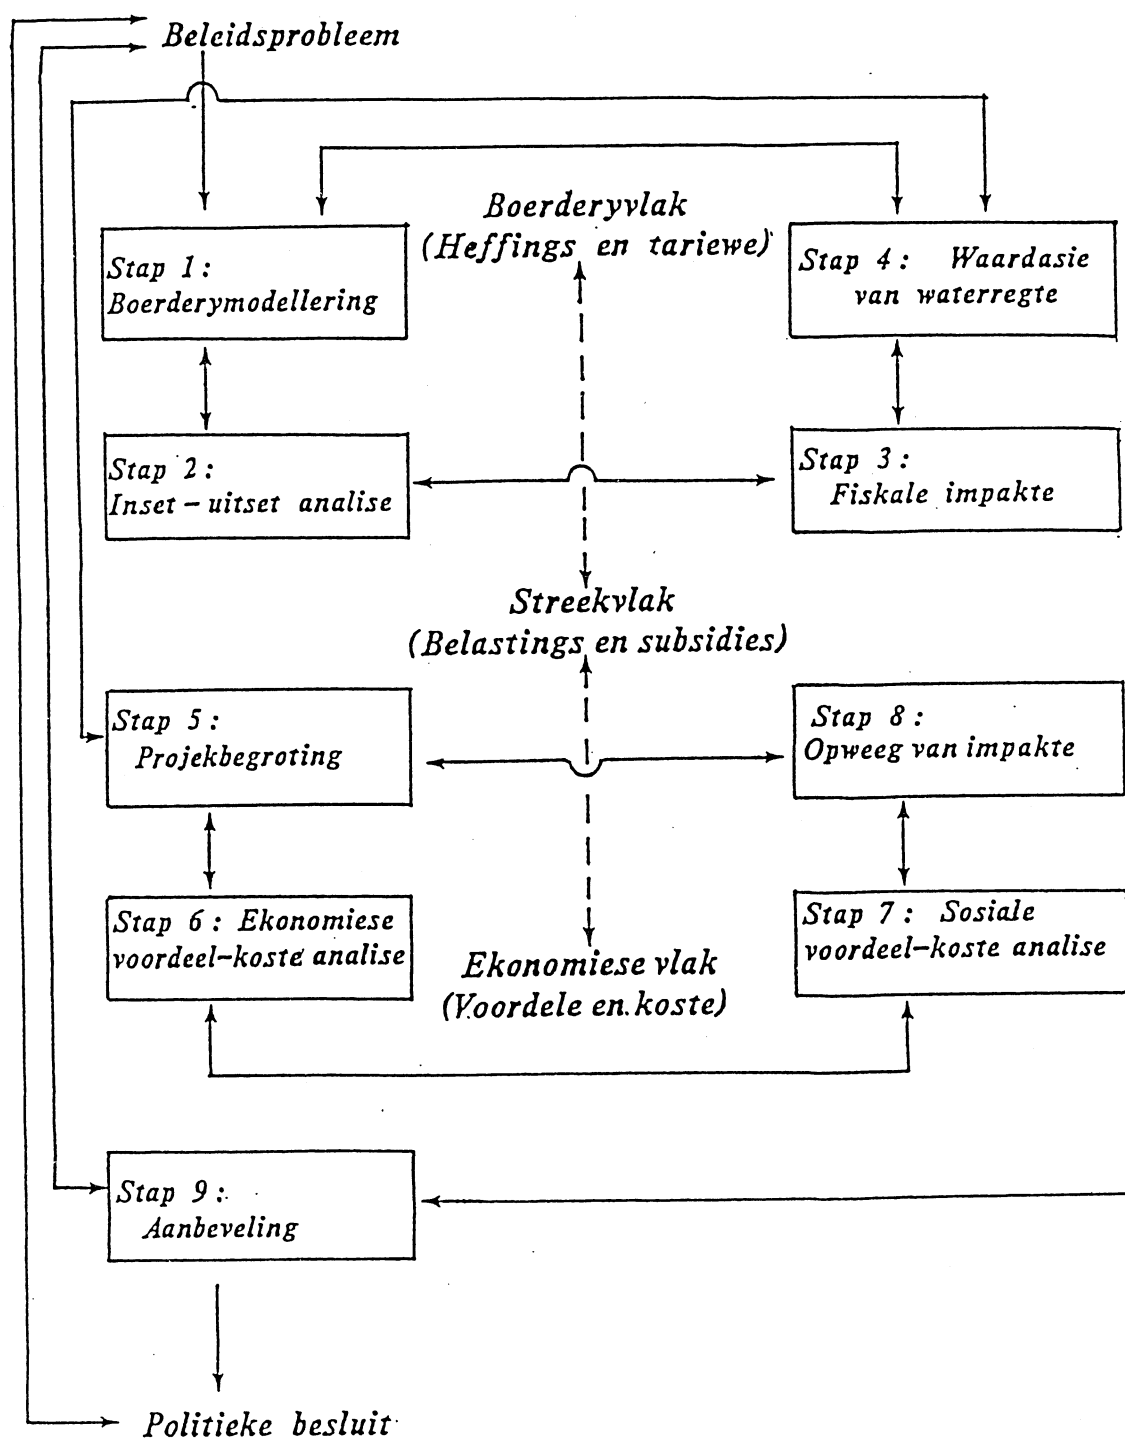 Beleidsprobleem
Boerderyvlak
(Heffings en tariewe)
Stap 1:
Boerderymodellering
Stap 4: Waardasie
van waterregte
Stap 2:
Inset-uitset analise
Stap 3:
Fiskale impakte
Streekvlak
(Belastings en subsidies)
Stap 5:
Projekbegroting
Stap 8:
Opweeg van impakte
Stap 6: Ekonomiese
voordeel-koste analise
Stap 7: Sosiale
voordeel-koste analise
Ekonomiese vlak
(Voordele en koste)
Stap 9:
Aanbeveling
Politieke besluit